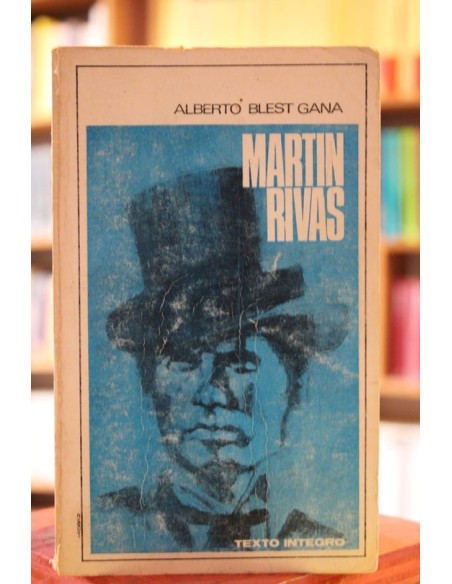 ALBERTO BLEST GANA
MARTIN
RIVAS
TEXTO INTEGRO